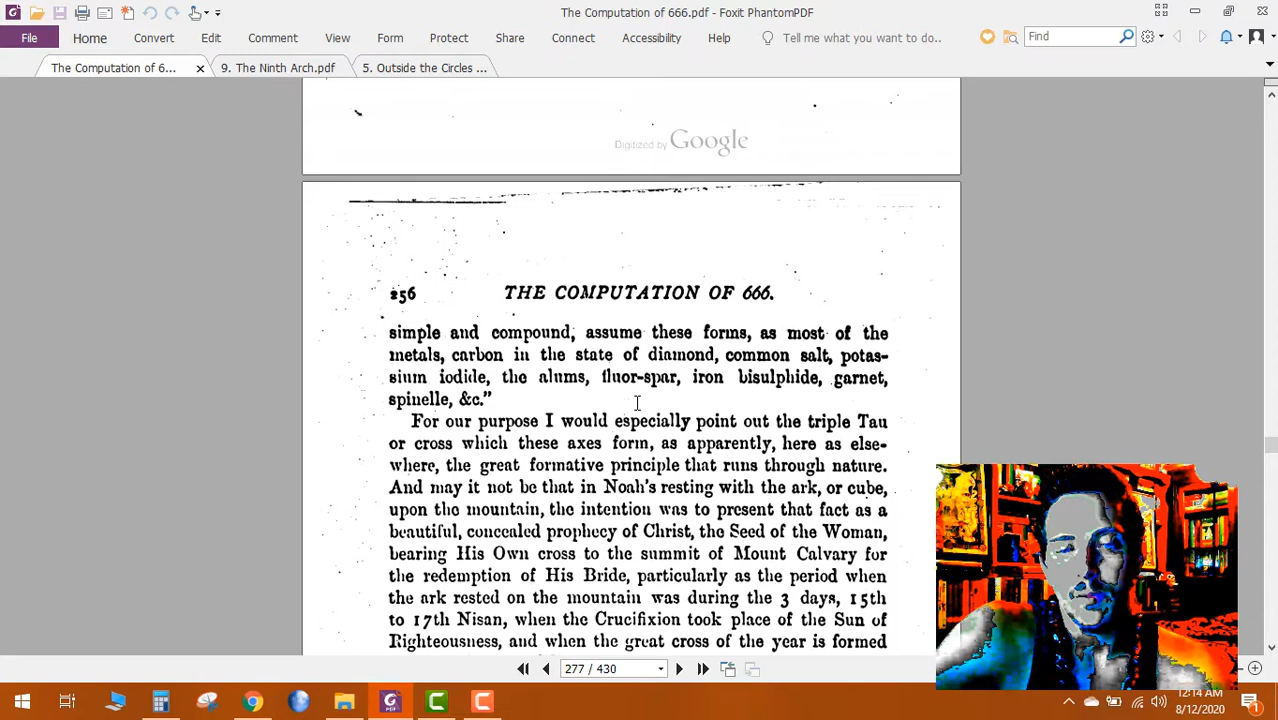 The Computation of 666.pdf - Foxit PhantomPDF
File Home Convert Edit Comment View Form Protect Share Connect Accessibility Help Tell me what you want to do.. Find
The Computation of 6... 9. The Ninth Arch.pdf 5. Outside the Circles ...
Digitized by Google
256 THE COMPUTATION OF 666.
simple and compound, assume these forms, as most of the
metals, carbon in the state of diamond, common salt, potas-
sium iodide, the alums, fluor-spar, iron bisulphide, garnet,
spinelle, &c."
For our purpose I would especially point out the triple Tau
or cross which these axes form, as apparently, here as else-
where, the great formative principle that runs through nature.
And may it not be that in Noah's resting with the ark, or cube,
upon the mountain, the intention was to present that fact as a
beautiful, concealed prophecy of Christ, the Seed of the Woman,
bearing His Own cross to the summit of Mount Calvary for
the redemption of His Bride, particularly as the period when
the ark rested on the mountain was during the 3 days, 15th
to 17th Nisan, when the Crucifixion took place of the Sun of
Righteousness, and when the great cross of the year is formed
277 / 430
12:14 AM
8/12/2020